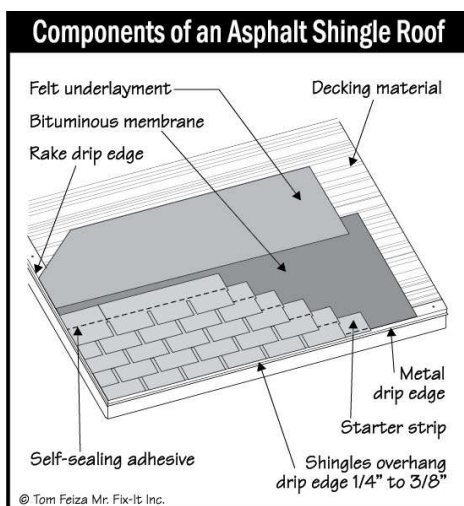 Components of an Asphalt Shingle Roof
Felt underlayment
Decking material
Bituminous membrane
Rake drip edge
Metal
drip edge
Starter strip
Self-sealing adhesive
Shingles overhang
drip edge 1/4" to 3/8"
© Tom Feiza Mr. Fix-It Inc.